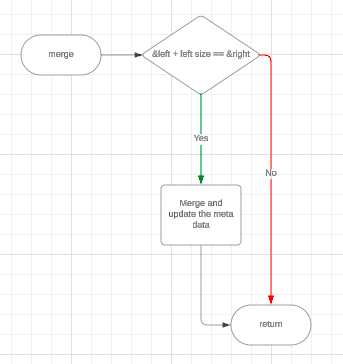 merge
&left + left size == &right
Yes
No
Merge and
update the meta
data
return